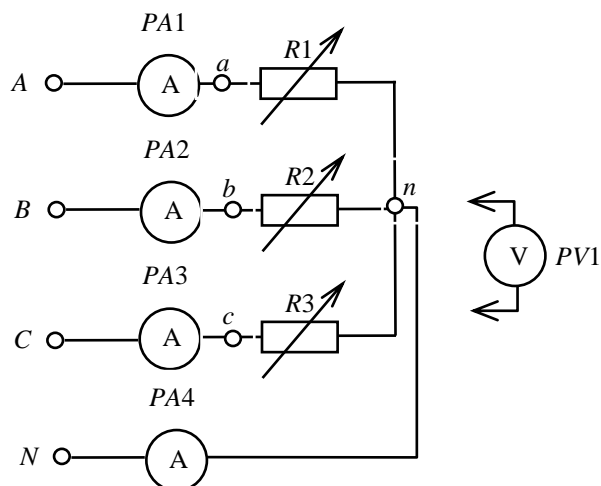 PA1
A A a R1
PA2
B A b R2 n
V PV1
PA3
C A c R3
PA4
N A